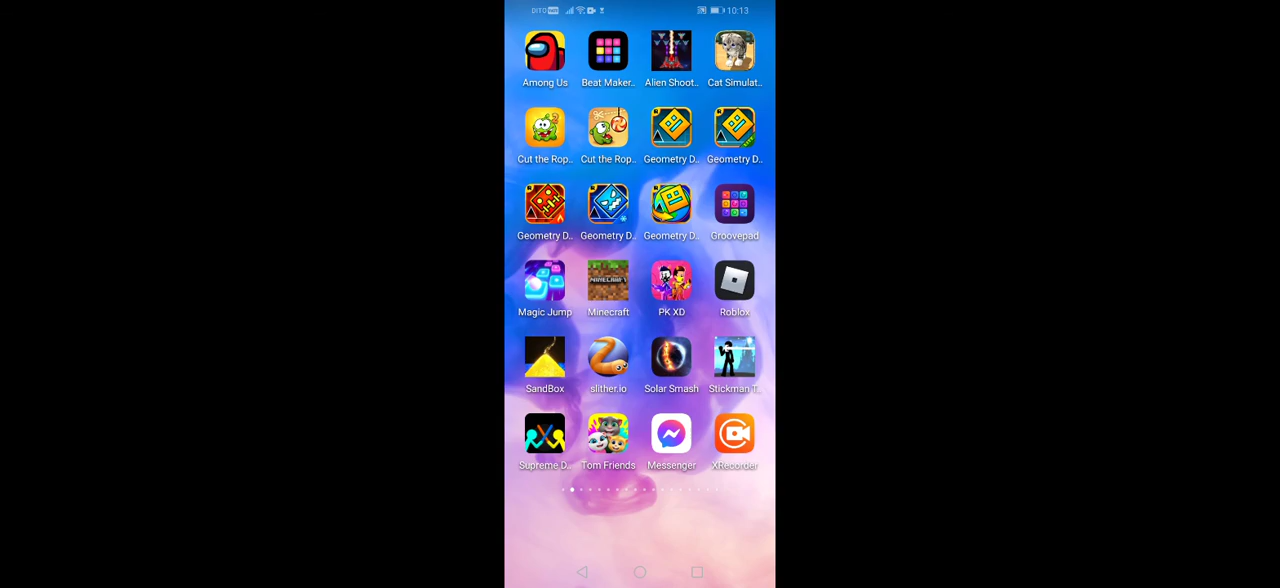 DITO 10:13
Among Us Beat Maker.. Alien Shoot.. Cat Simulat..
Cut the Rop.. Cut the Rop.. Geometry D.. Geometry D..
Geometry D.. Geometry D.. Geometry D.. Groovepad
MINECRAFT
Magic Jump Minecraft PK XD Roblox
SandBox slither.io Solar Smash Stickman T..
Supreme D.. Tom Friends Messenger XRecorder